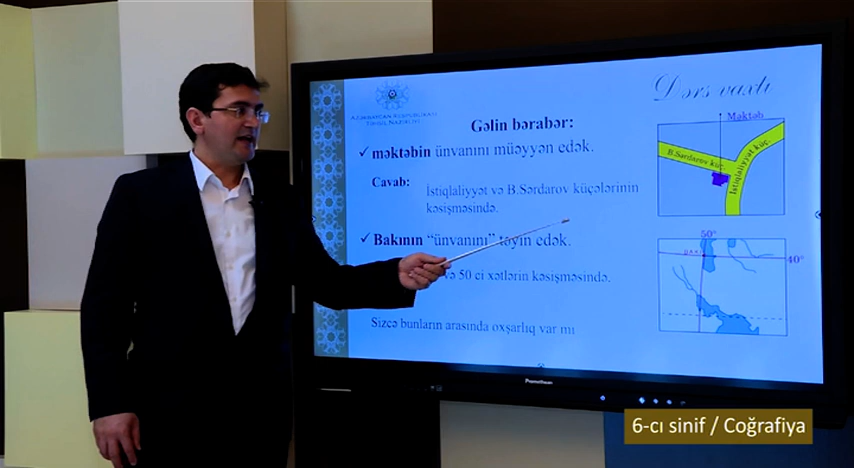 Dərs vaxtı
AZƏRBAYCAN RESPUBLİKASI
TƏHSİL NAZİRLİYİ
Gəlin bərabər:
✓ məktəbin ünvanını müəyyən edək.
Cavab:
İstiqlaliyyət və B.Sərdarov küçələrinin
kəsişməsində.
✓ Bakının “ünvanını” təyin edək.
və 50 ci xətlərin kəsişməsində.
Sizcə bunların arasında oxşarlıq var mı
Məktəb
B.Sərdarov küç.
İstiqlaliyyət küç.
50°
BAKI
40°
Promethean
6-cı sinif / Coğrafiya